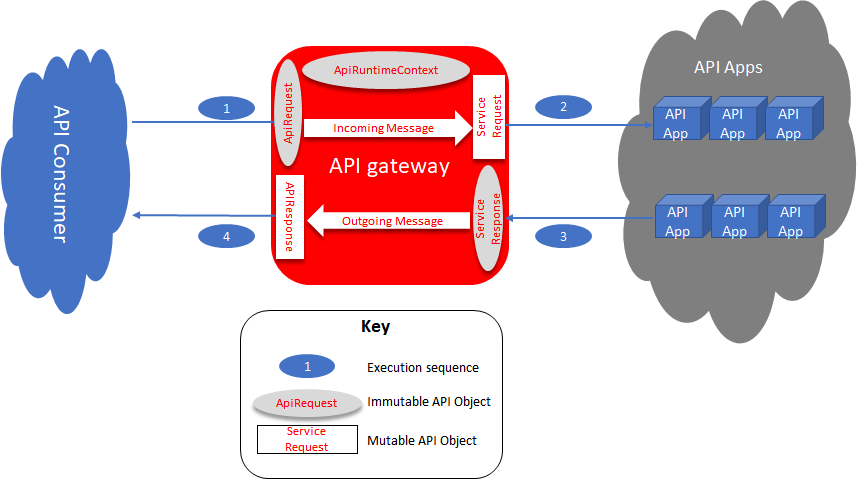 API Consumer
1
ApiRequest
ApiRuntimeContext
Incoming Message
Service
Request
API gateway
APIResponse
Outgoing Message
Service
Response
4
2
3
API Apps
API
App
API
App
API
App
API
App
API
App
API
App
Key
1
Execution sequence
ApiRequest
Immutable API Object
Service
Request
Mutable API Object